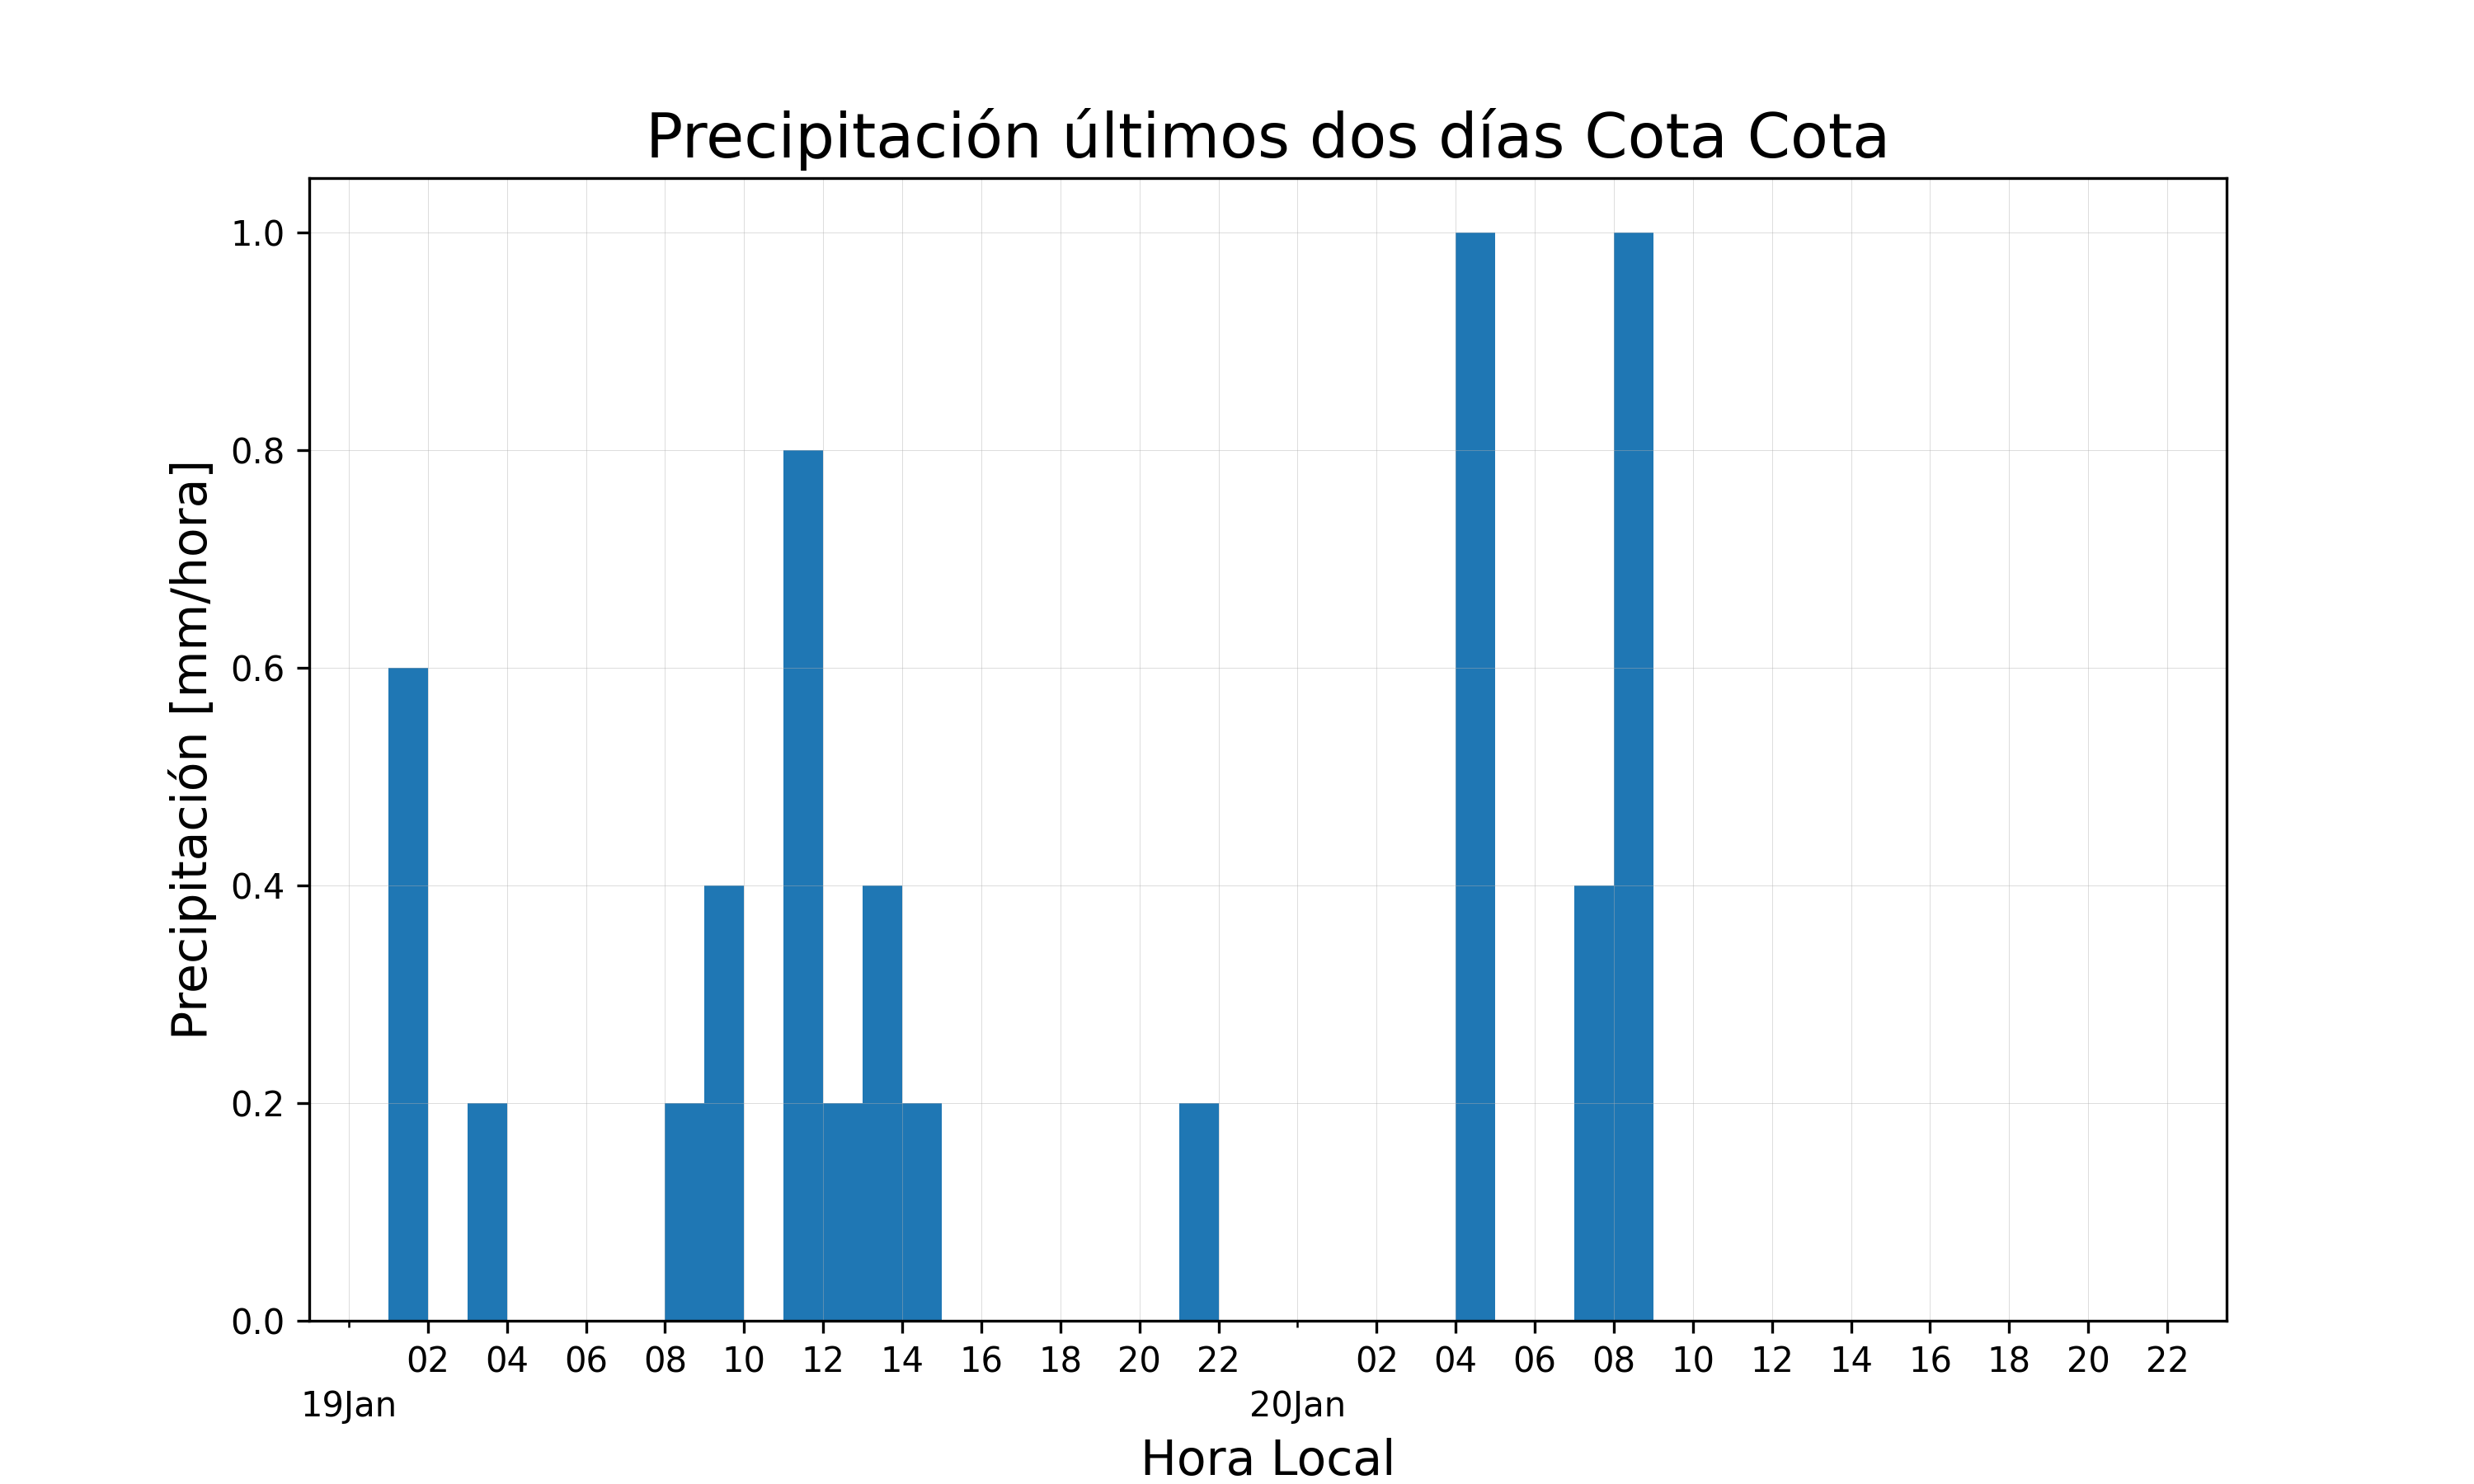 Precipitación últimos dos días Cota Cota
Precipitación [mm/hora]
1.0
0.8
0.6
0.4
0.2
0.0
02 04 06 08 10 12 14 16 18 20 22 02 04 06 08 10 12 14 16 18 20 22
19Jan 20Jan
Hora Local